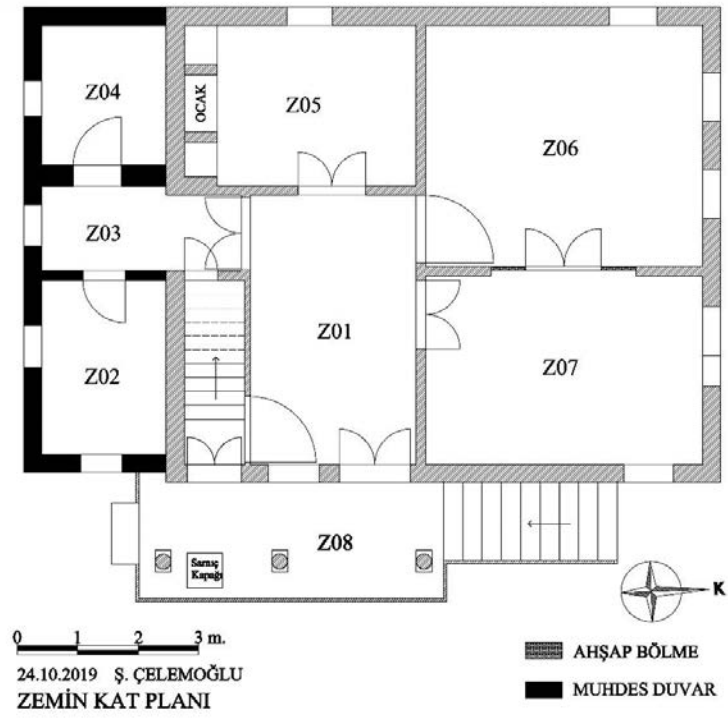 Z04
OCAK
Z05
Z06
Z03
Z01
Z02
Z07
Z08
Sarnıç
Kapağı
K
0 1 2 3 m.
24.10.2019 Ş. ÇELEMOĞLU
ZEMİN KAT PLANI
AHŞAP BÖLME
MUHDES DUVAR